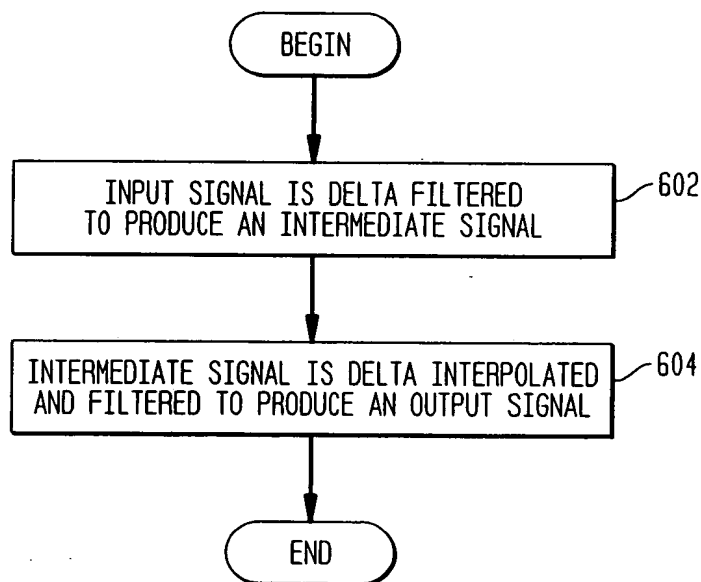 BEGIN
INPUT SIGNAL IS DELTA FILTERED
TO PRODUCE AN INTERMEDIATE SIGNAL
602
INTERMEDIATE SIGNAL IS DELTA INTERPOLATED
AND FILTERED TO PRODUCE AN OUTPUT SIGNAL
604
END